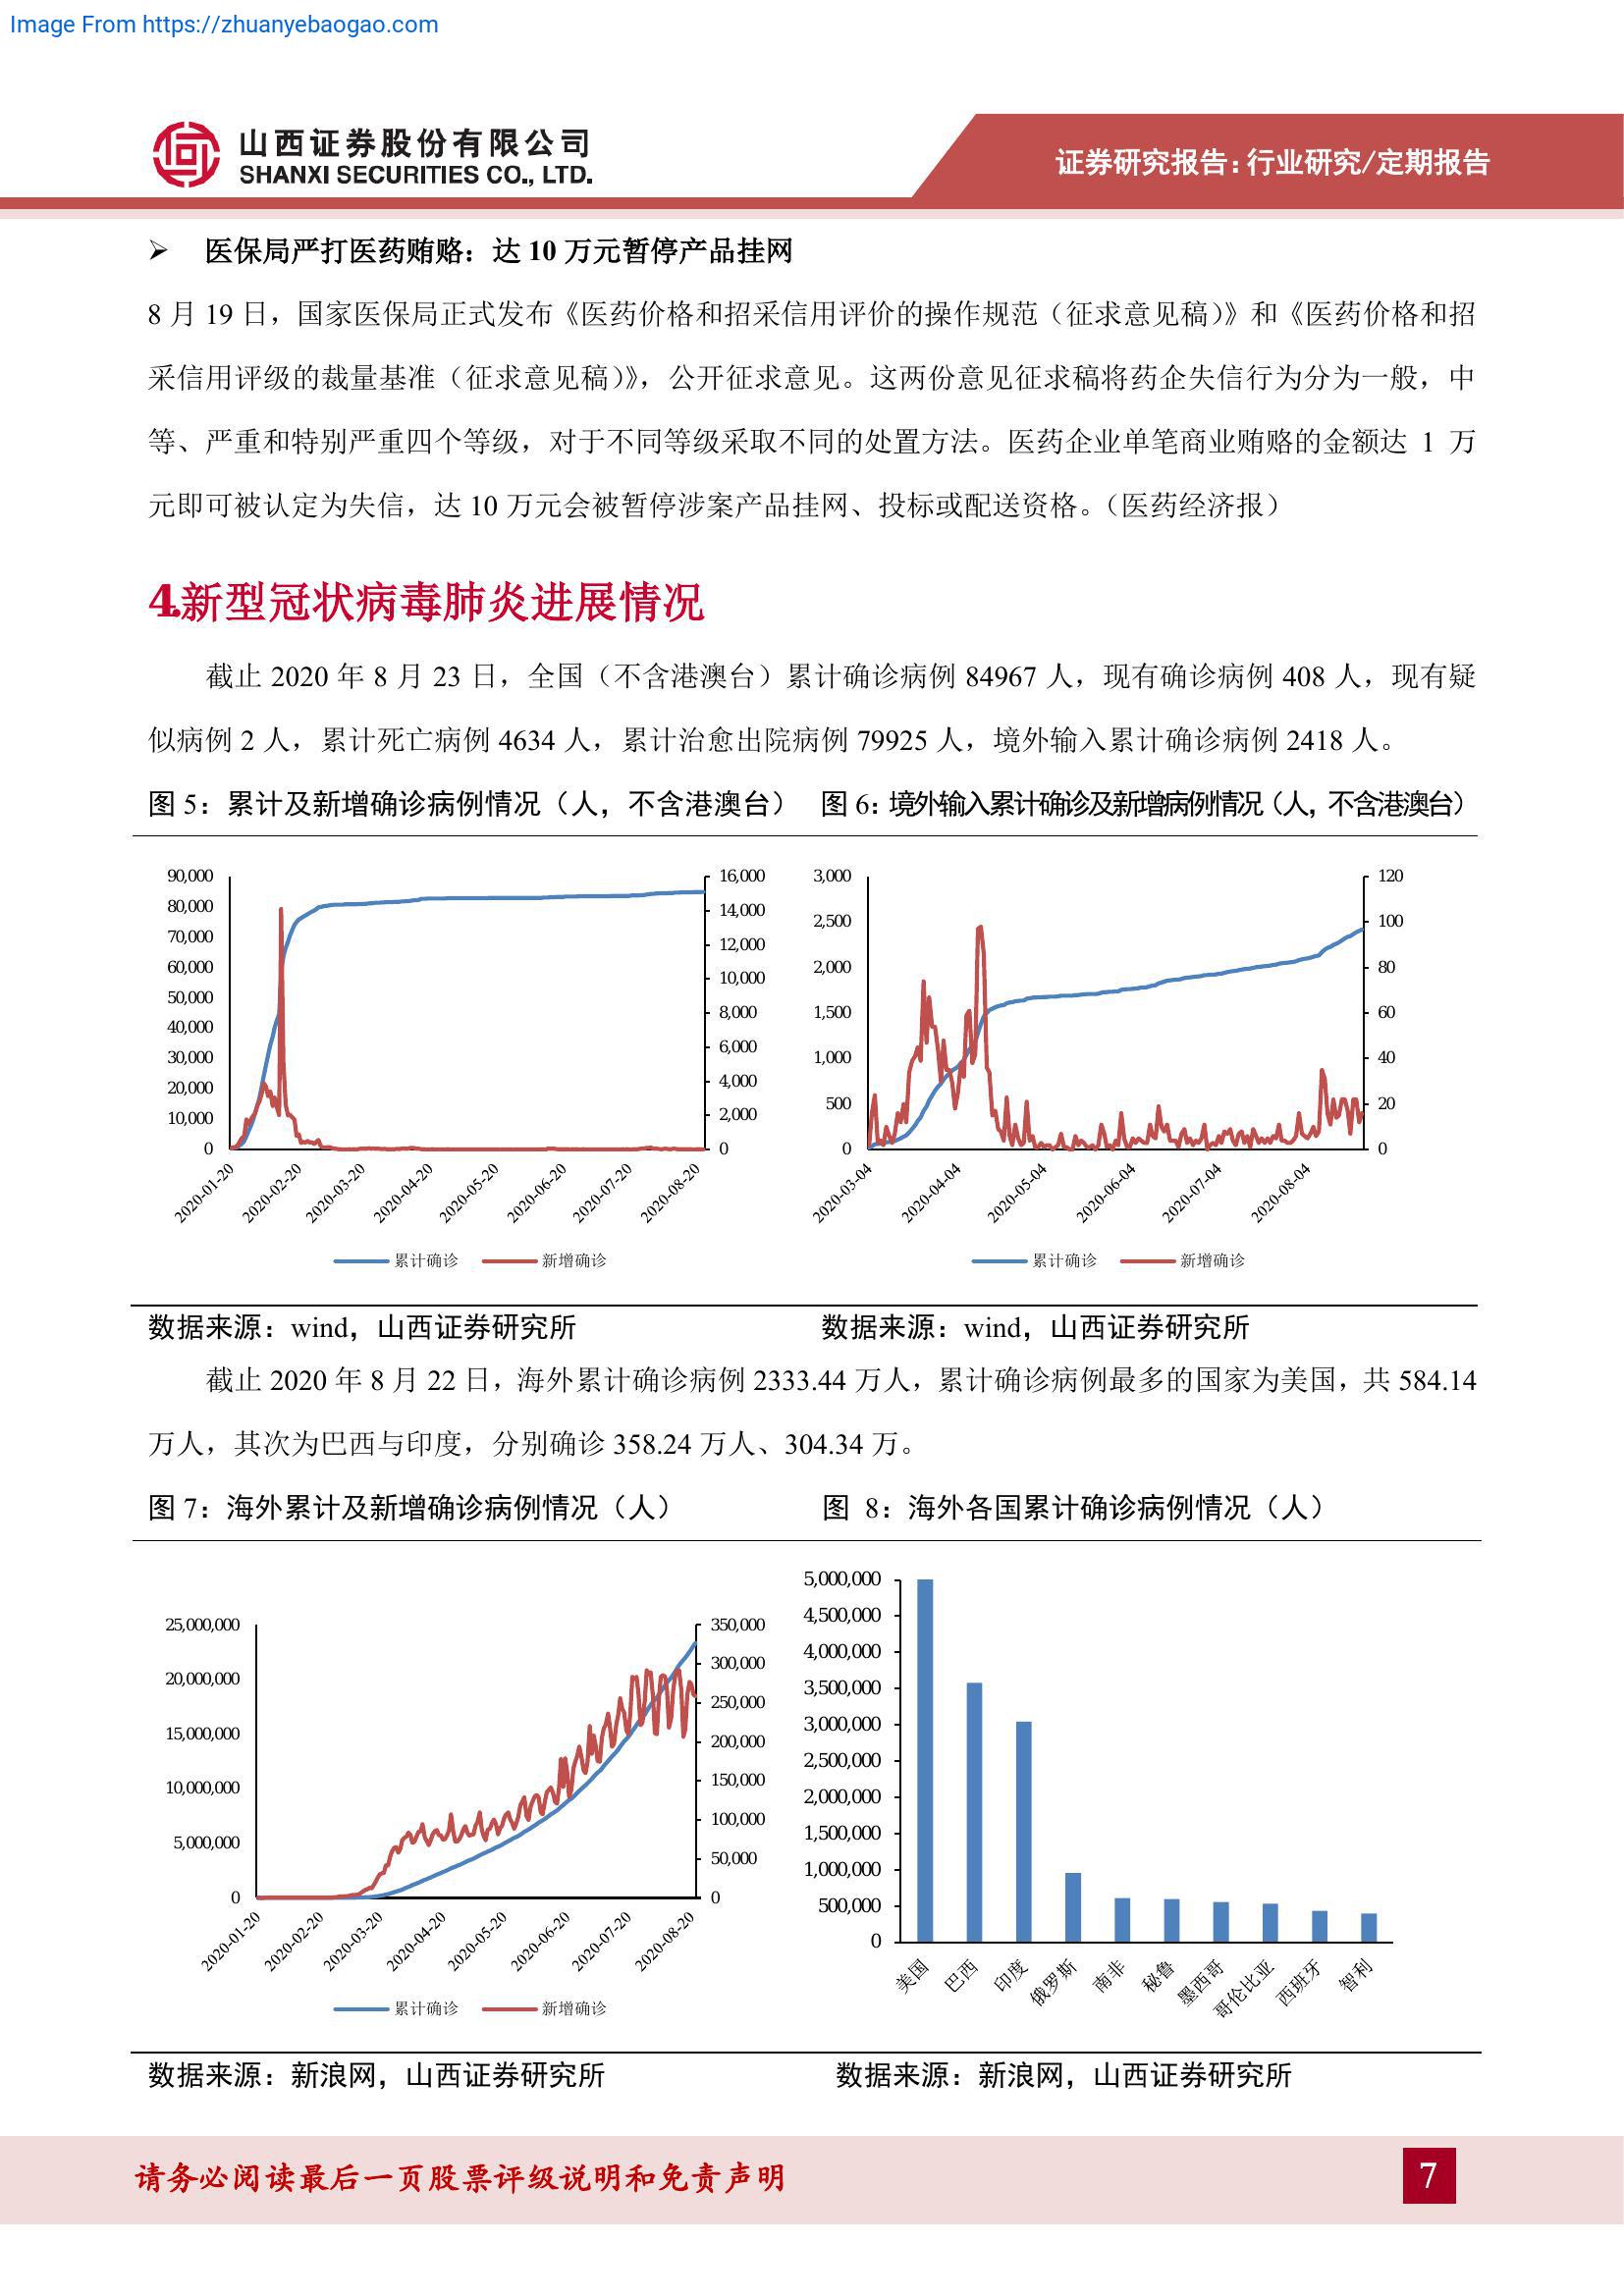 Image From https://zhuanyebaogao.com
山西证券股份有限公司
SHANXI SECURITIES CO., LTD.
证券研究报告：行业研究/定期报告
➢ 医保局严打医药贿赂：达 10 万元暂停产品挂网
8 月 19 日，国家医保局正式发布《医药价格和招采信用评价的操作规范（征求意见稿）》和《医药价格和招
采信用评级的裁量基准（征求意见稿）》，公开征求意见。这两份意见征求稿将药企失信行为分为一般，中
等、严重和特别严重四个等级，对于不同等级采取不同的处置方法。医药企业单笔商业贿赂的金额达 1 万
元即可被认定为失信，达 10 万元会被暂停涉案产品挂网、投标或配送资格。（医药经济报）
4.新型冠状病毒肺炎进展情况
截止 2020 年 8 月 23 日，全国（不含港澳台）累计确诊病例 84967 人，现有确诊病例 408 人，现有疑
似病例 2 人，累计死亡病例 4634 人，累计治愈出院病例 79925 人，境外输入累计确诊病例 2418 人。
图 5：累计及新增确诊病例情况（人，不含港澳台）
90,000
80,000
70,000
60,000
50,000
40,000
30,000
20,000
10,000
0
16,000
14,000
12,000
10,000
8,000
6,000
4,000
2,000
0
2020-01-20
2020-02-20
2020-03-20
2020-04-20
2020-05-20
2020-06-20
2020-07-20
2020-08-20
累计确诊
新增确诊
图 6：境外输入累计确诊及新增病例情况（人，不含港澳台）
3,000
2,500
2,000
1,500
1,000
500
0
120
100
80
60
40
20
0
2020-03-04
2020-04-04
2020-05-04
2020-06-04
2020-07-04
2020-08-04
累计确诊
新增确诊
数据来源：wind，山西证券研究所
数据来源：wind，山西证券研究所
截止 2020 年 8 月 22 日，海外累计确诊病例 2333.44 万人，累计确诊病例最多的国家为美国，共 584.14
万人，其次为巴西与印度，分别确诊 358.24 万人、304.34 万。
图 7：海外累计及新增确诊病例情况（人）
25,000,000
20,000,000
15,000,000
10,000,000
5,000,000
0
350,000
300,000
250,000
200,000
150,000
100,000
50,000
0
2020-01-20
2020-02-20
2020-03-20
2020-04-20
2020-05-20
2020-06-20
2020-07-20
2020-08-20
累计确诊
新增确诊
图 8：海外各国累计确诊病例情况（人）
5,000,000
4,500,000
4,000,000
3,500,000
3,000,000
2,500,000
2,000,000
1,500,000
1,000,000
500,000
0
美国
巴西
印度
俄罗斯
南非
秘鲁
墨西哥
哥伦比亚
西班牙
智利
数据来源：新浪网，山西证券研究所
数据来源：新浪网，山西证券研究所
请务必阅读最后一页股票评级说明和免责声明
7